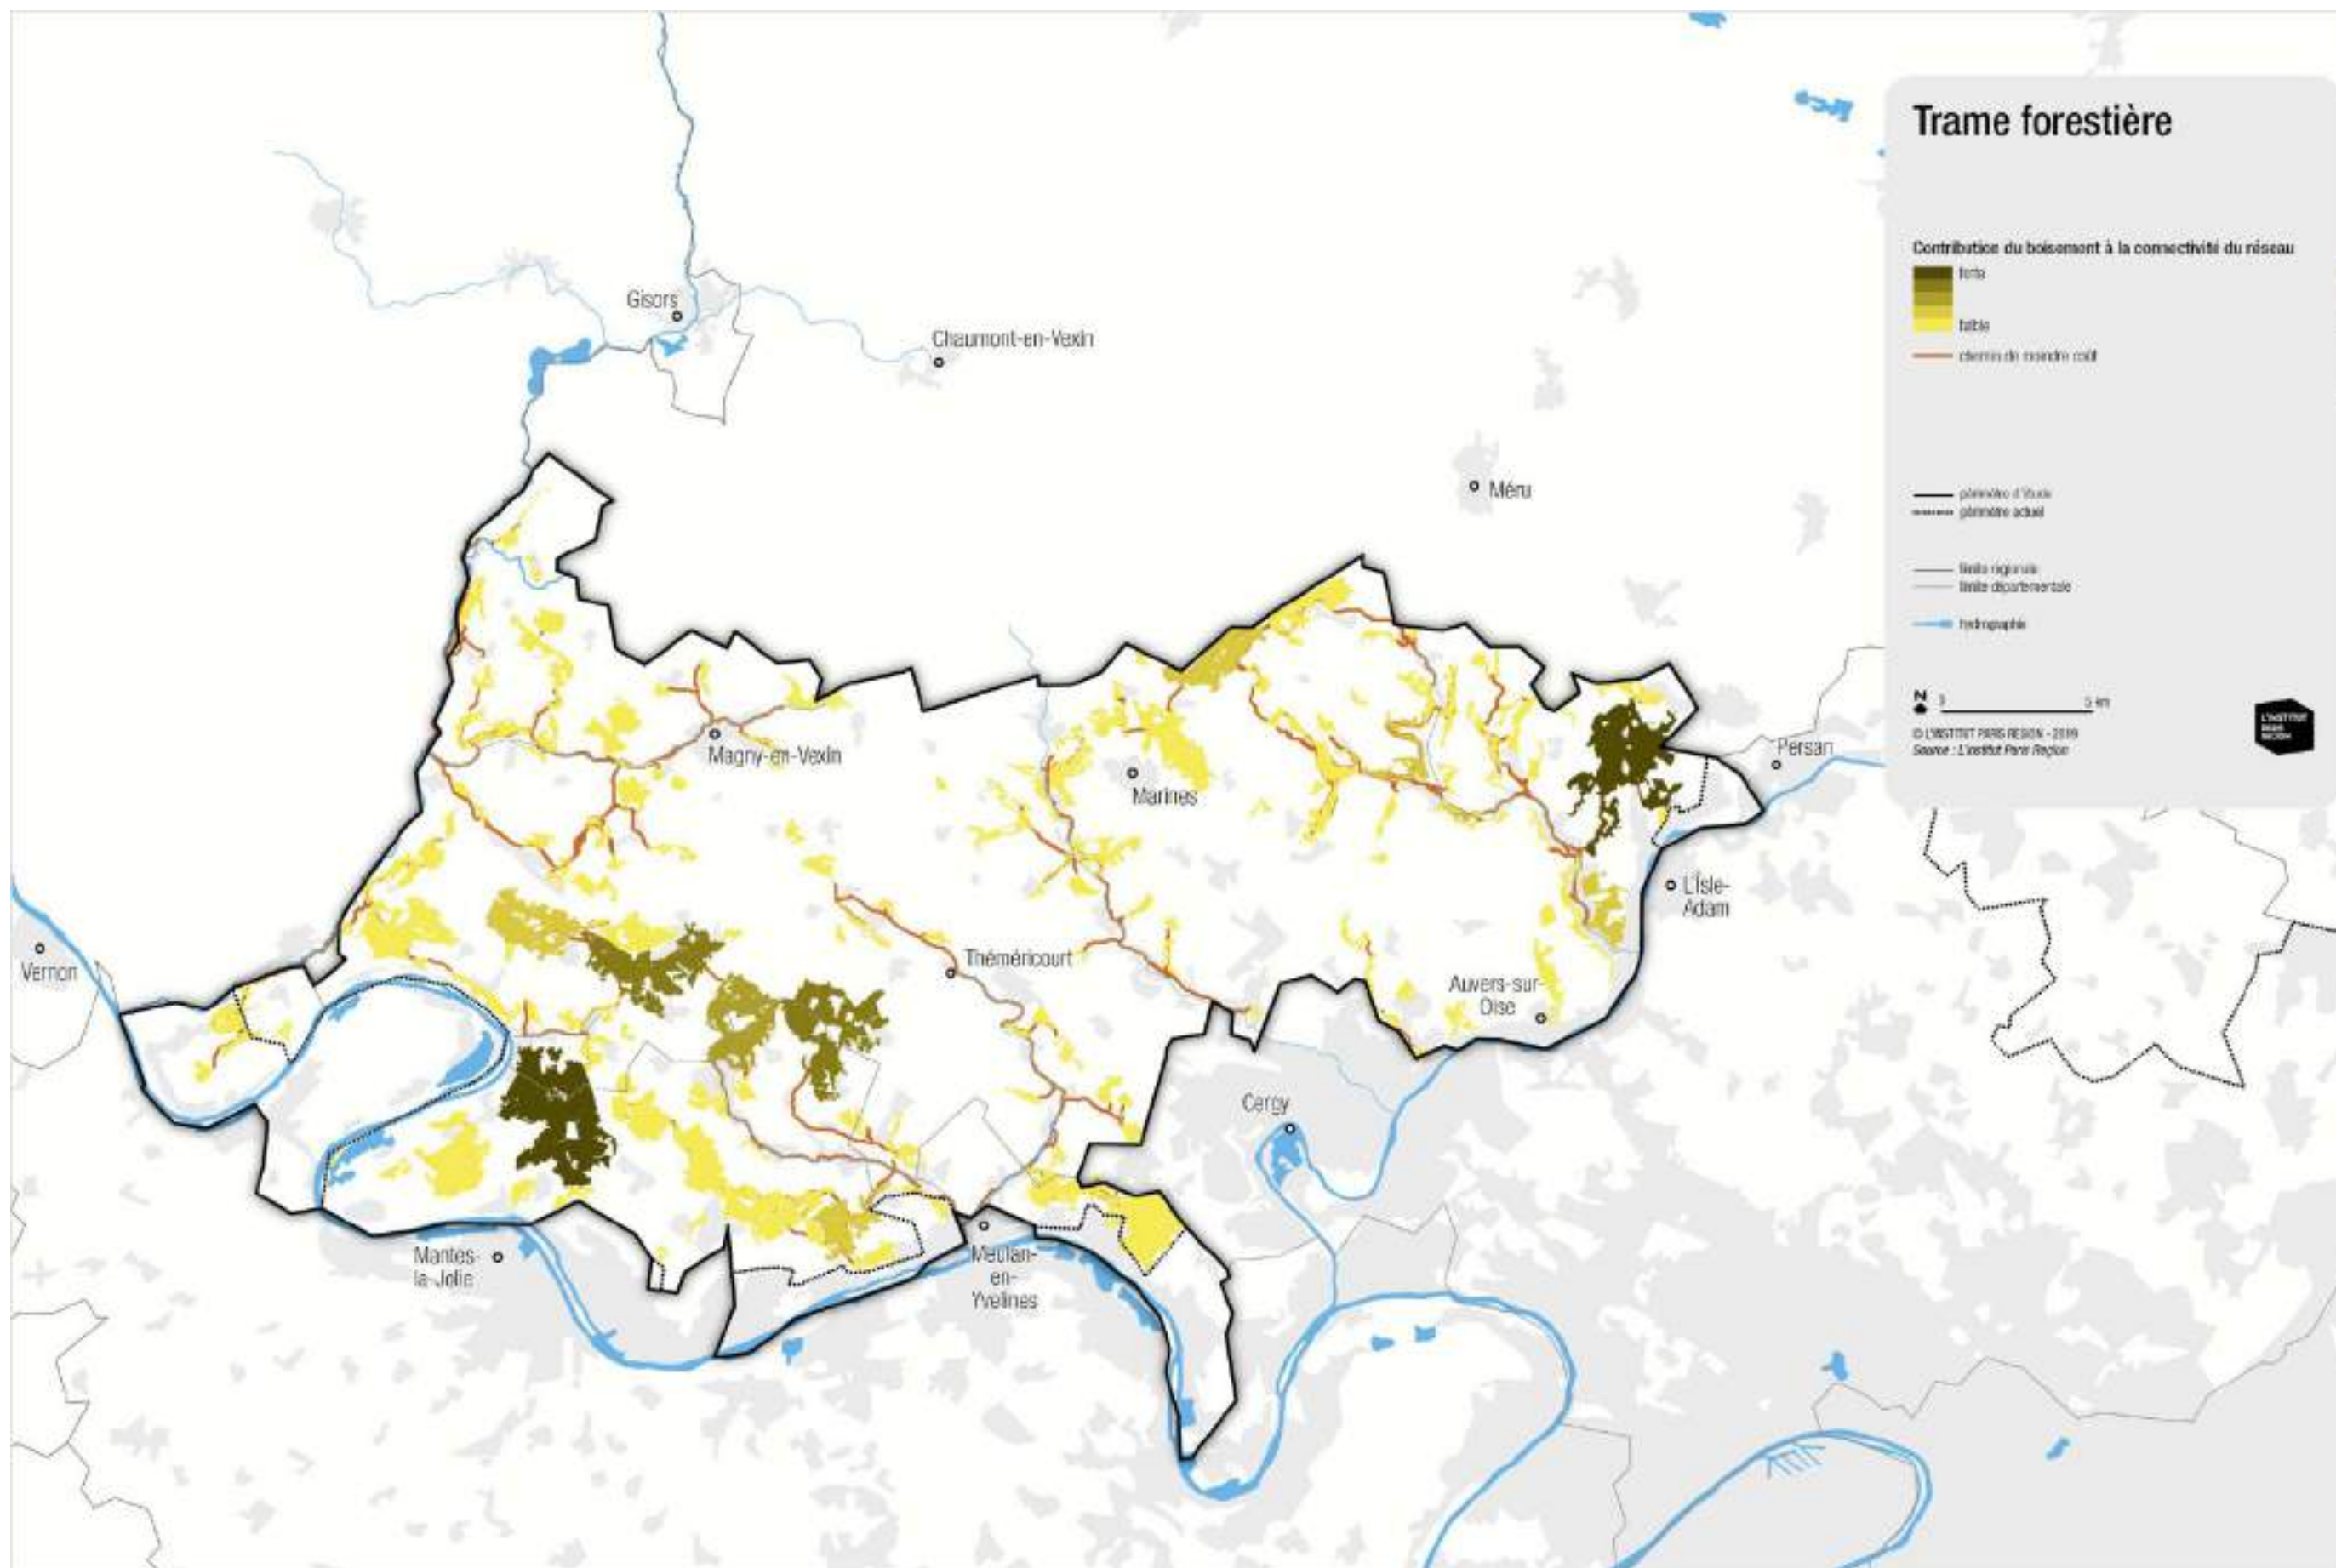 Trame forestière
Contribution du boisement à la connectivité du réseau
forte
faible
chemin de moindre coût
périmètre d'étude
périmètre actuel
limite régionale
limite départementale
hydrographie
N
5 km
© L'INSTITUT PARIS REGION - 2019
Source : L'institut Paris Region
L'INSTITUT
PARIS
REGION
Gisors
Chaumont-en-Vexin
Méru
Magny-en-Vexin
Marines
Persan
L'Isle-
Adam
Vernon
Théméricourt
Auvers-sur-
Oise
Cergy
Mantes-
la-Jolie
Meulan-
en-
Yvelines